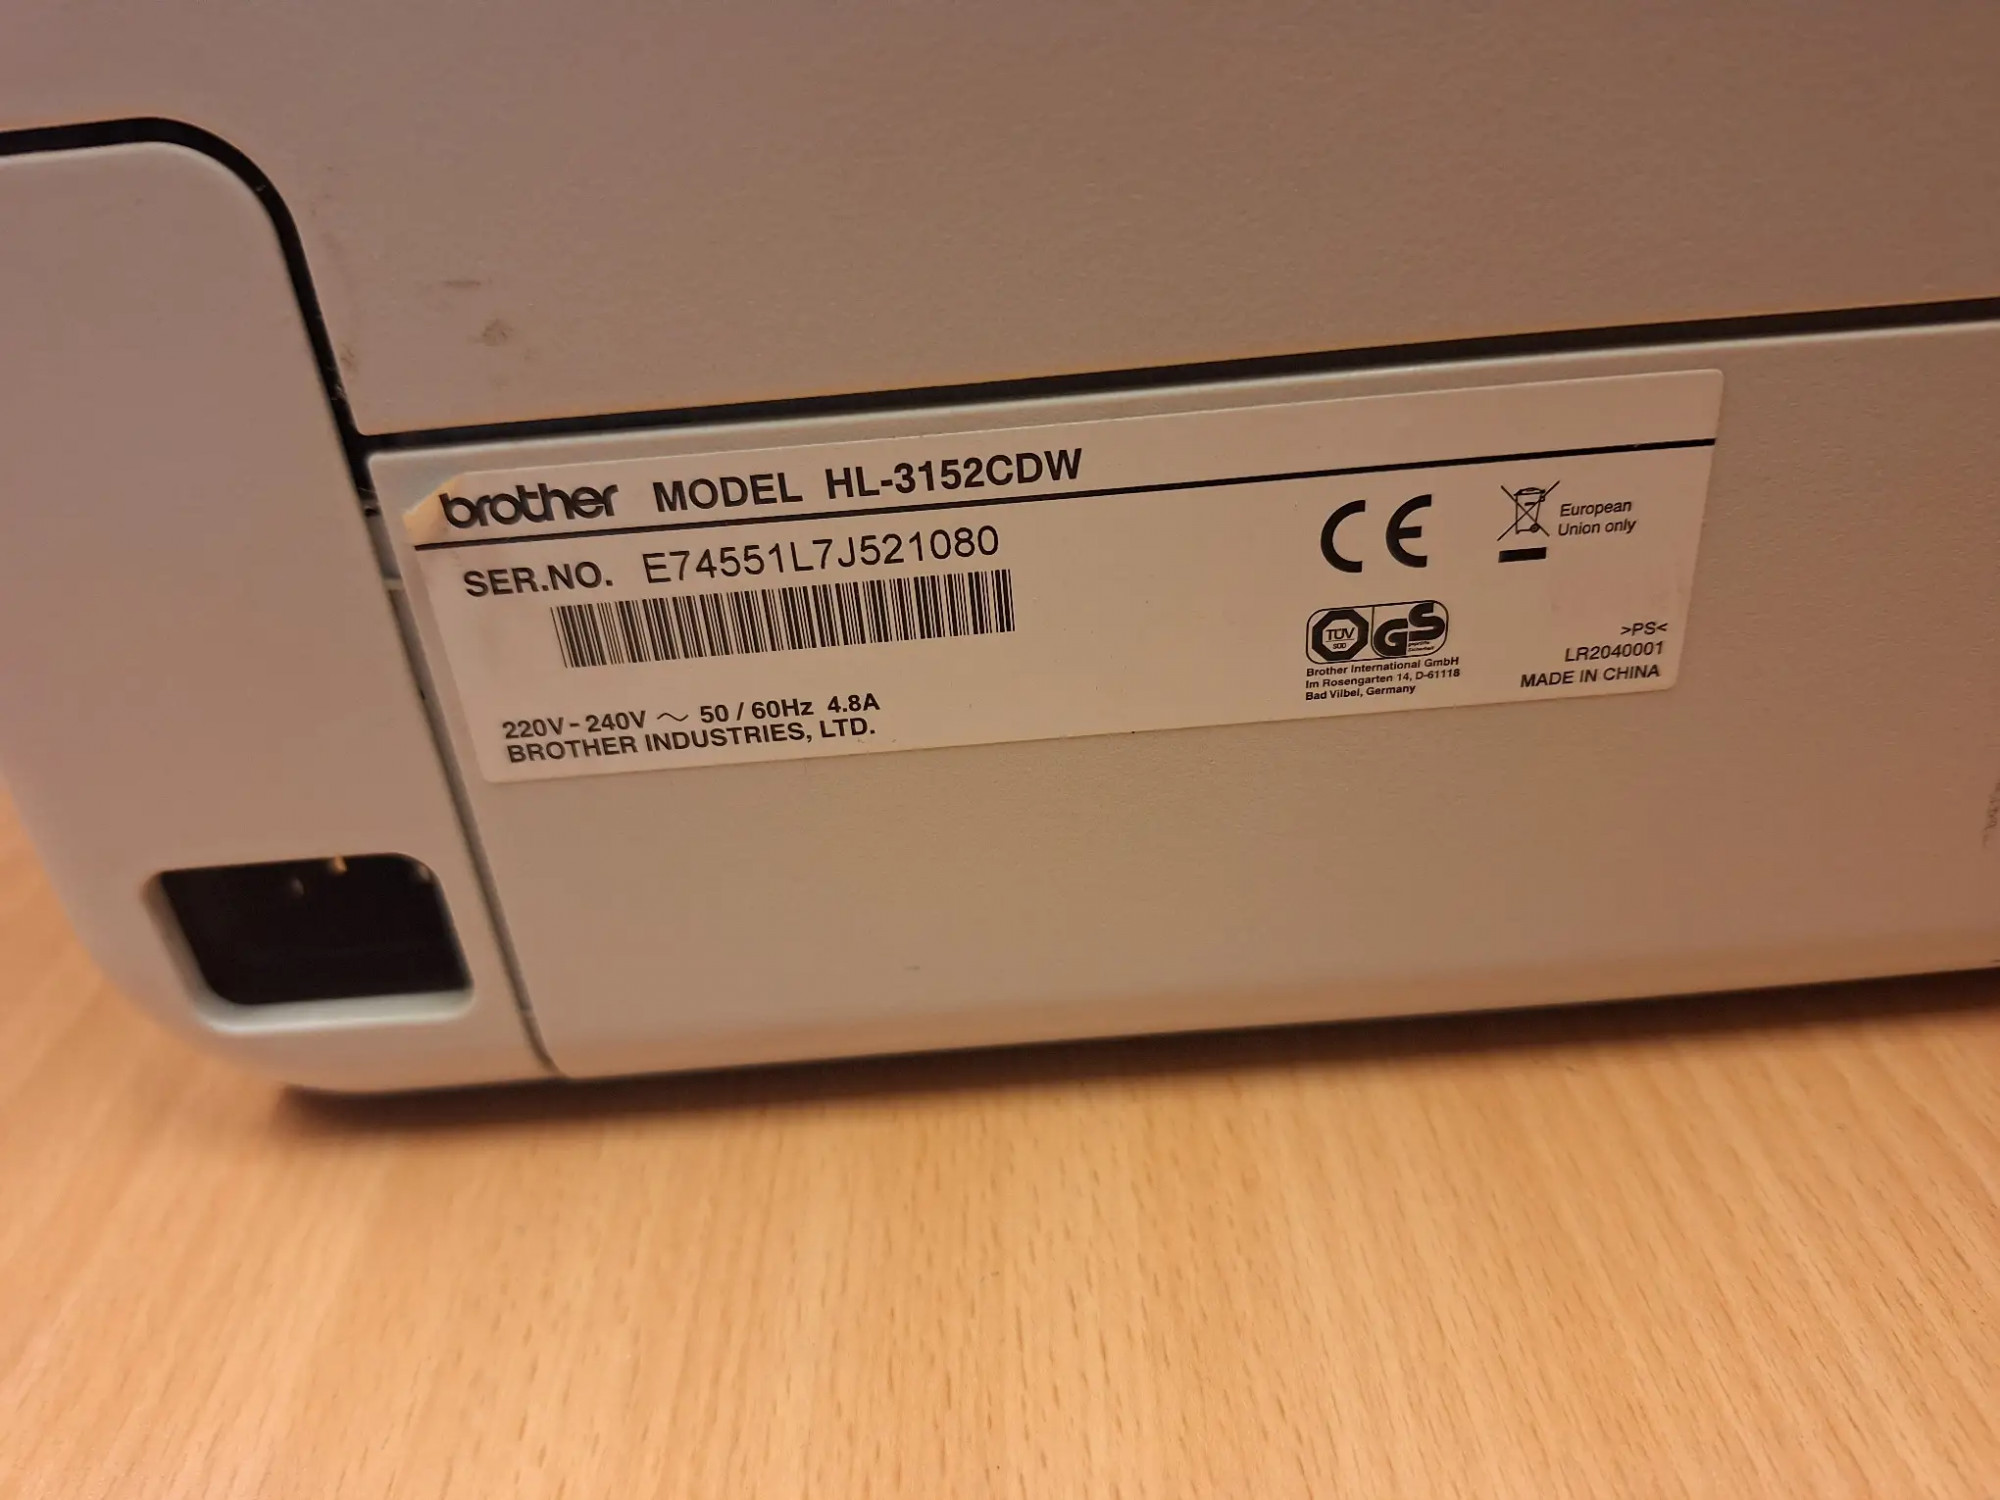 brother MODEL HL-3152CDW
SER.NO. E74551L7J521080
220V-240V ～ 50/60Hz 4.8A
BROTHER INDUSTRIES, LTD.
CE
European
Union only
TÜV
SÜD
GS
Brother International GmbH
Im Rosengarten 14, D-61118
Bad Vilbel, Germany
>PS<
LR2040001
MADE IN CHINA